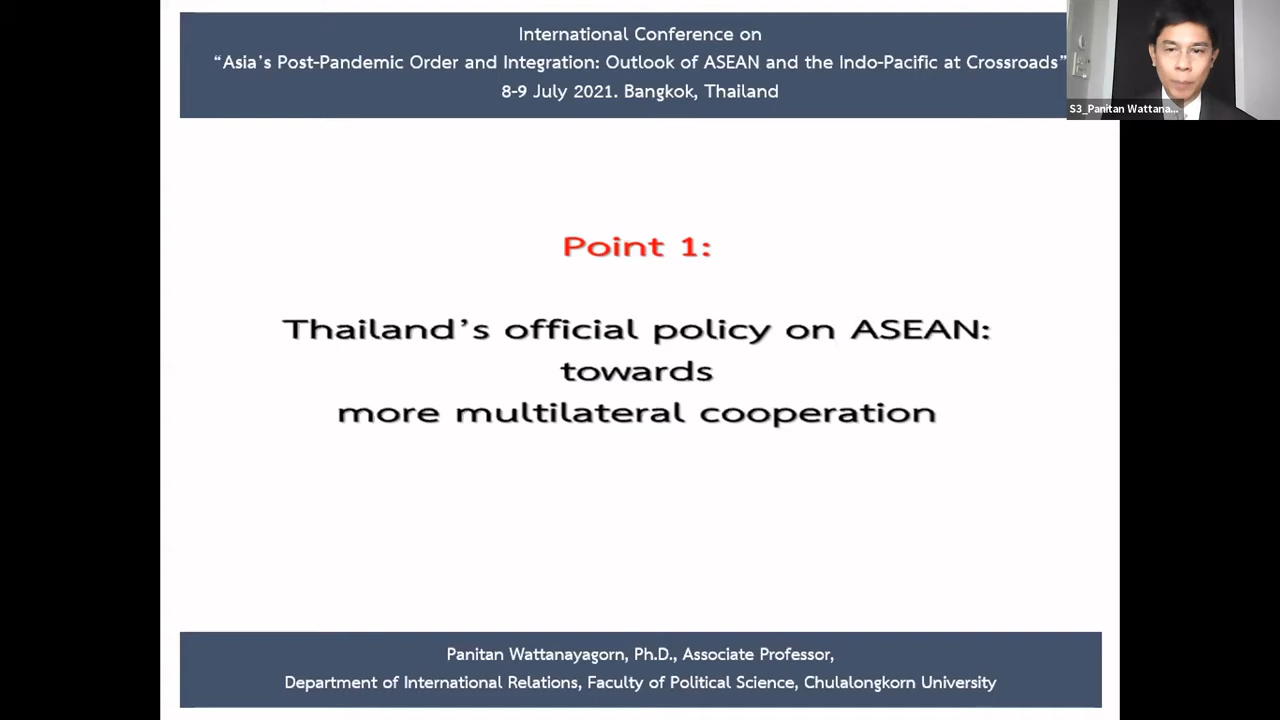 International Conference on
“Asia’s Post-Pandemic Order and Integration: Outlook of ASEAN and the Indo-Pacific at Crossroads”
8-9 July 2021. Bangkok, Thailand
S3_Panitan Wattana...
Point 1:
Thailand’s official policy on ASEAN:
towards
more multilateral cooperation
Panitan Wattanayagorn, Ph.D., Associate Professor,
Department of International Relations, Faculty of Political Science, Chulalongkorn University